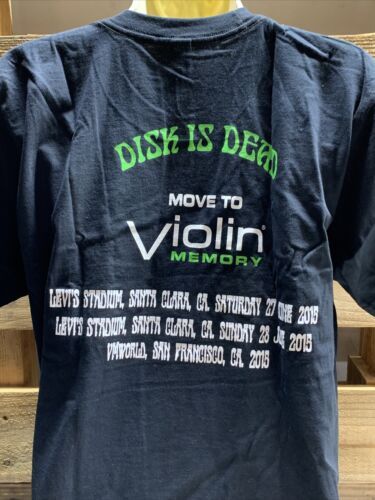 DISK IS DEAD
MOVE TO
Violin®
MEMORY
LEVI'S STADIUM, SANTA CLARA, CA. SATURDAY 27 JUNE 2015
LEVI'S STADIUM, SANTA CLARA, CA. SUNDAY 28 JUNE 2015
VMWORLD, SAN FRANCISCO, CA. 2015